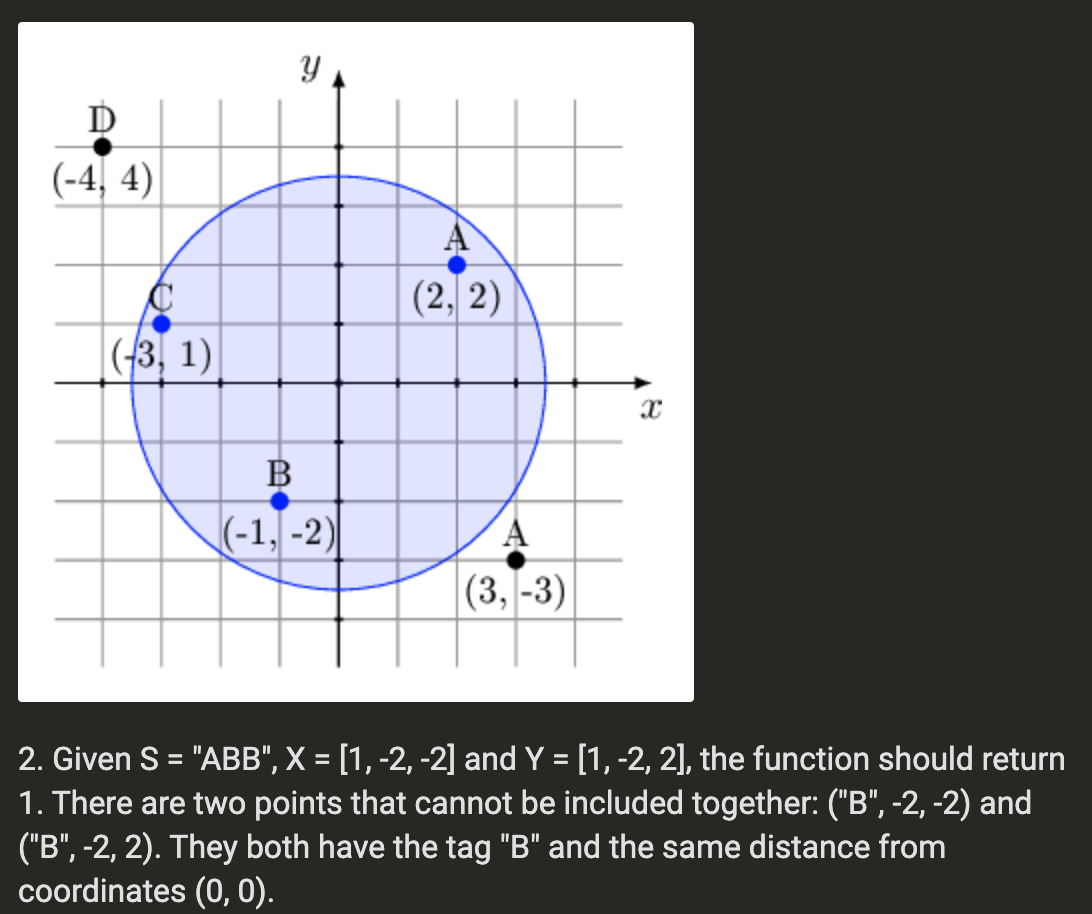 y
D
(-4, 4)
A
(2, 2)
C
(-3, 1)
x
B
(-1, -2)
A
(3, -3)
2. Given S = "ABB", X = [1, -2, -2] and Y = [1, -2, 2], the function should return
1. There are two points that cannot be included together: ("B", -2, -2) and
("B", -2, 2). They both have the tag "B" and the same distance from
coordinates (0, 0).